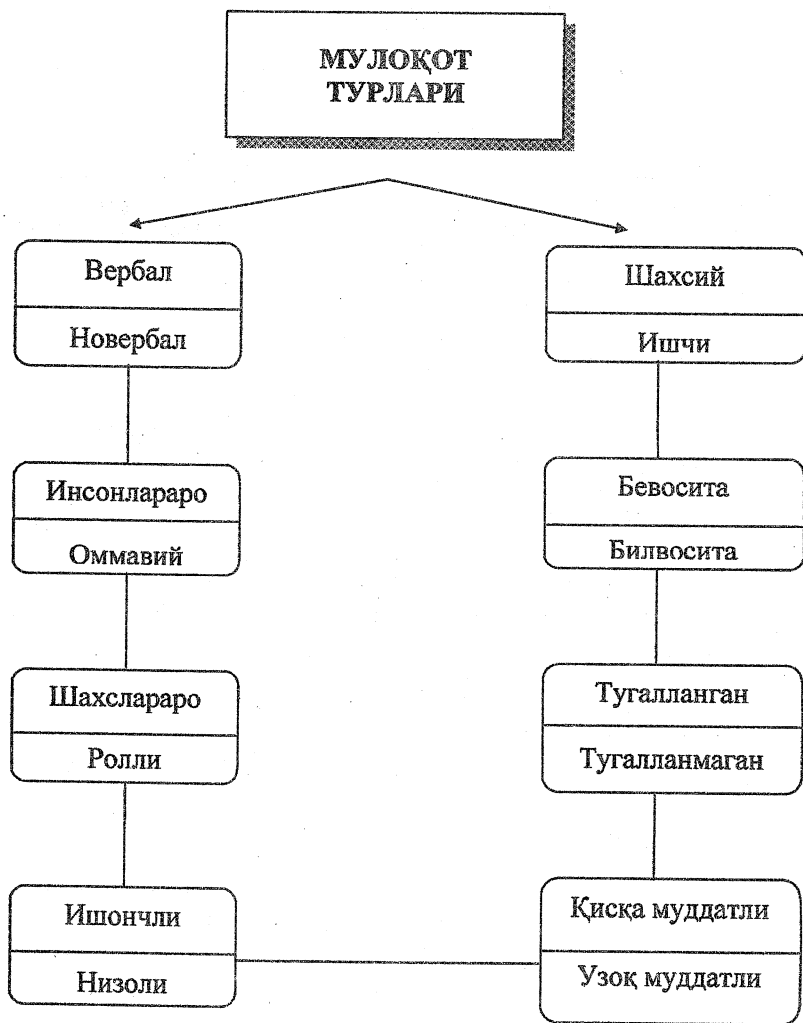 МУЛОҚОТ
ТУРЛАРИ
Вербал
Новербал
Инсонлараро
Оммавий
Шахслараро
Ролли
Ишончли
Низоли
Шахсий
Ишчи
Бевосита
Билвосита
Тугалланган
Тугалланмаган
Қисқа муддатли
Узоқ муддатли